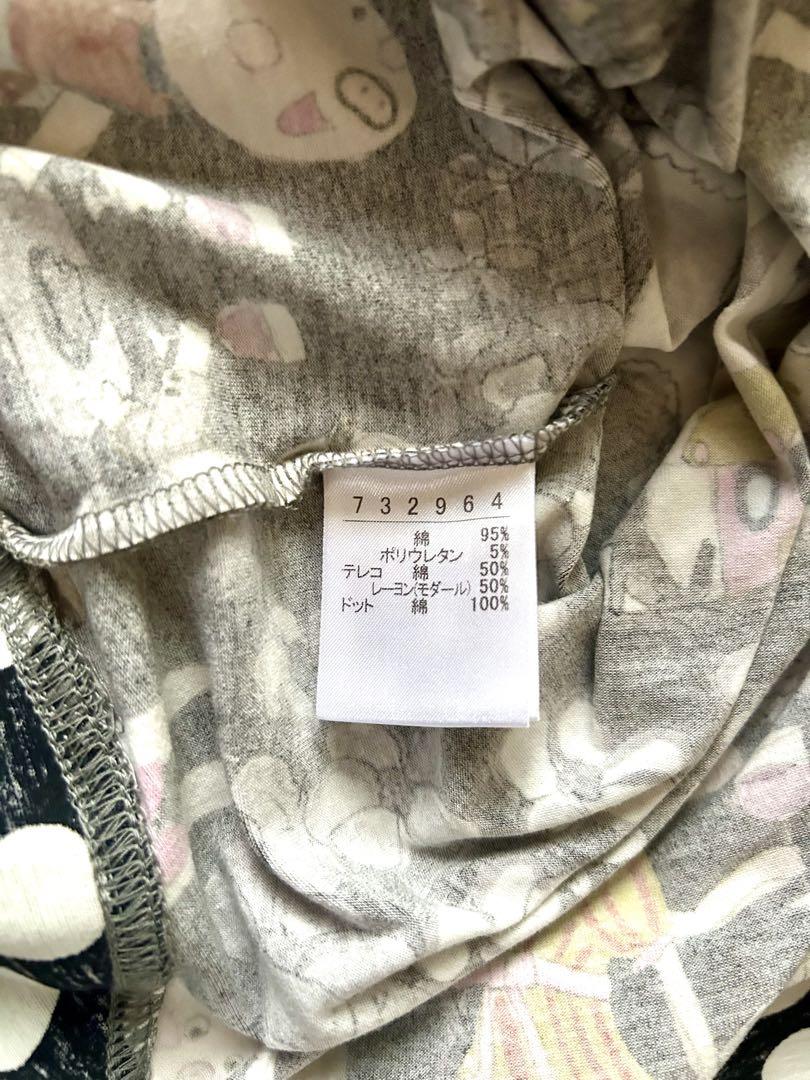 732964
綿 95%
ポリウレタン 5%
テレコ 綿 50%
レーヨン(モダール) 50%
ドット 綿 100%